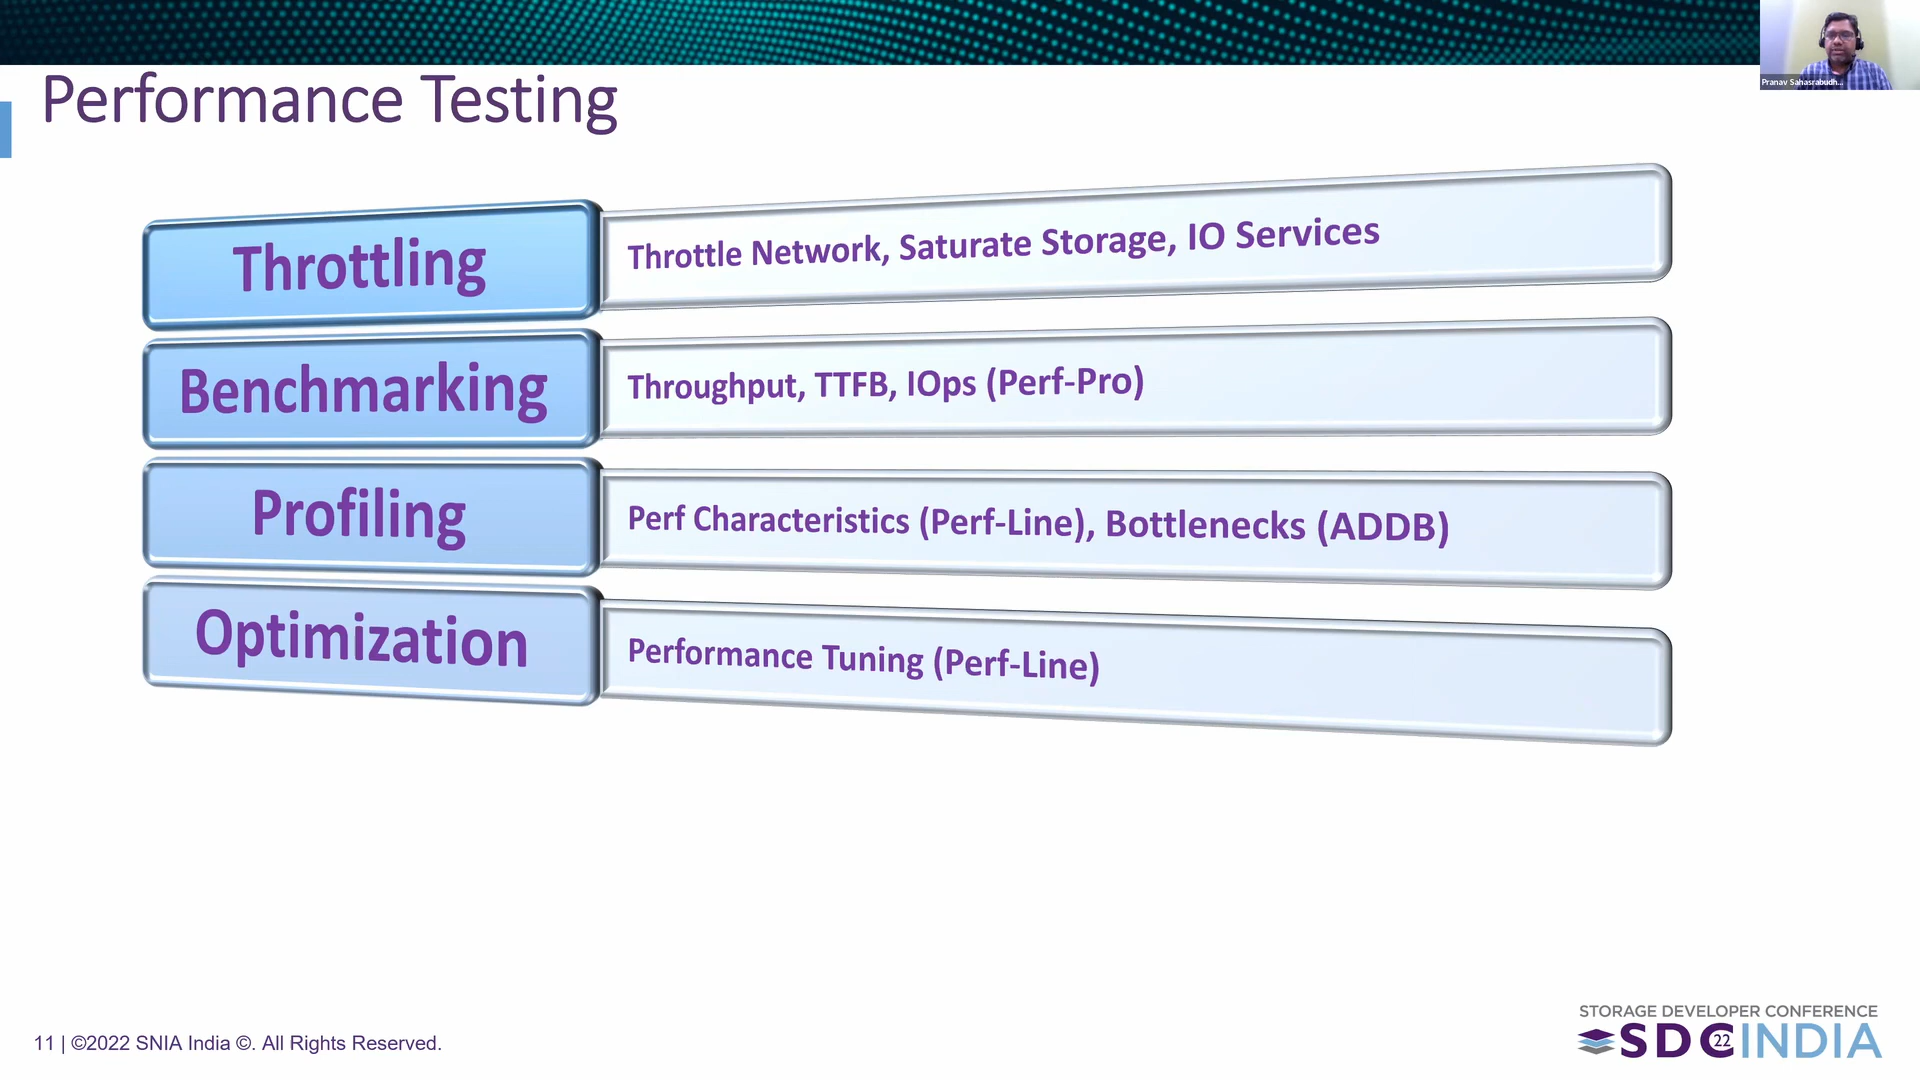 Pranav Sahasrabudh...
Performance Testing
Throttling
Throttle Network, Saturate Storage, IO Services
Benchmarking
Throughput, TTFB, IOps (Perf-Pro)
Profiling
Perf Characteristics (Perf-Line), Bottlenecks (ADDB)
Optimization
Performance Tuning (Perf-Line)
11 | ©2022 SNIA India ©. All Rights Reserved.
STORAGE DEVELOPER CONFERENCE
SDC 22 INDIA